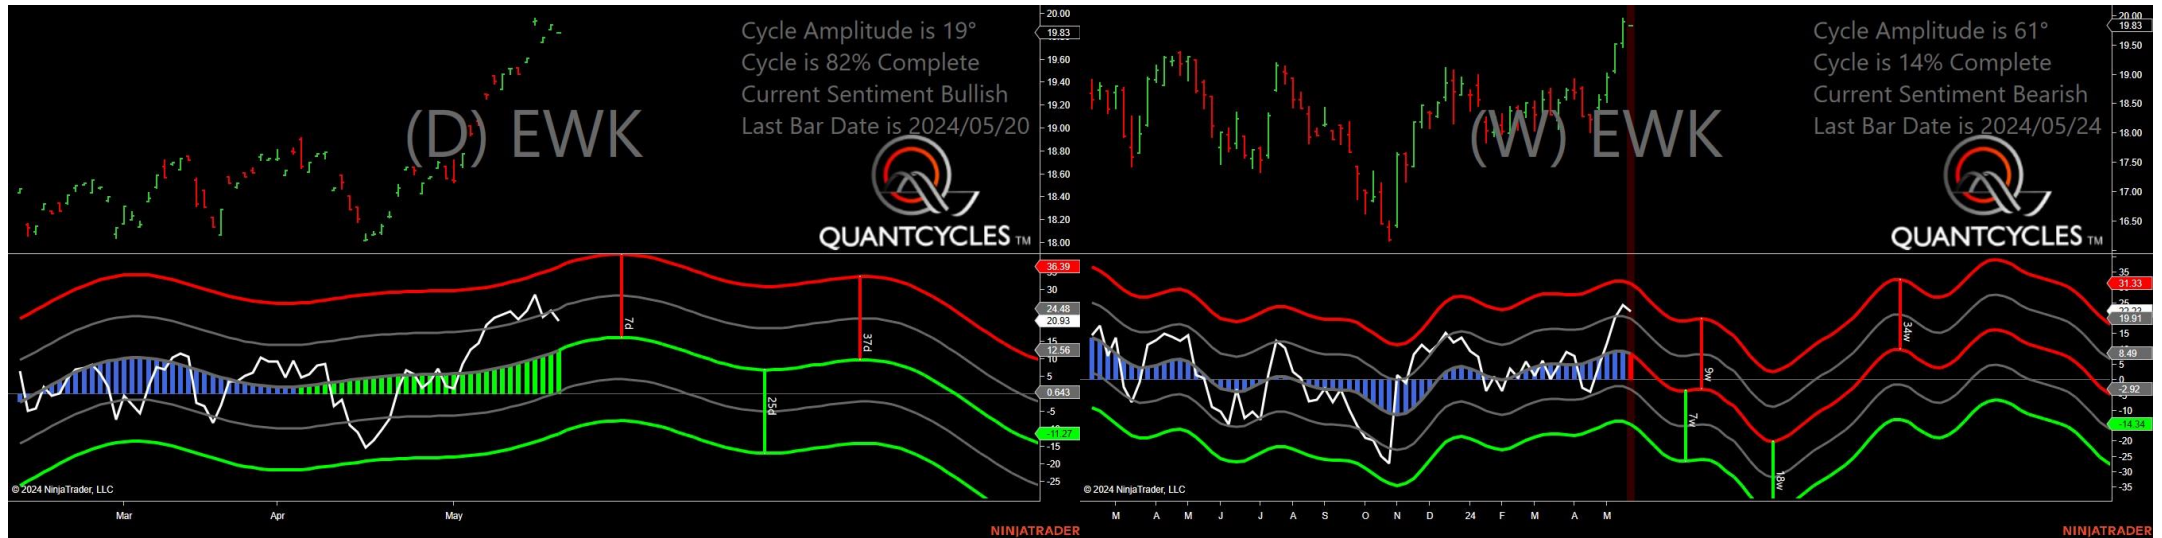 Cycle Amplitude is 19°
Cycle is 82% Complete
Current Sentiment Bullish
Last Bar Date is 2024/05/20
(D) EWK
QUANTCYCLES TM
20.00
19.83
19.60
19.40
19.20
19.00
18.80
18.60
18.40
18.20
18.00
36.39
35
30
24.48
20.93
15
12.56
10
5
0.643
-5
-11.27
-15
-20
-25
7d
25d
37d
© 2024 NinjaTrader, LLC
Mar Apr May
NINJATRADER
Cycle Amplitude is 61°
Cycle is 14% Complete
Current Sentiment Bearish
Last Bar Date is 2024/05/24
(W) EWK
QUANTCYCLES TM
20.00
19.83
19.50
19.00
18.50
18.00
17.50
17.00
16.50
35
31.33
25
19.91
15
8.49
5
0
-2.92
-10
-14.34
-20
-25
-30
-35
9w
7w
18w
34w
© 2024 NinjaTrader, LLC
M A M J J A S O N D 24 F M A M
NINJATRADER